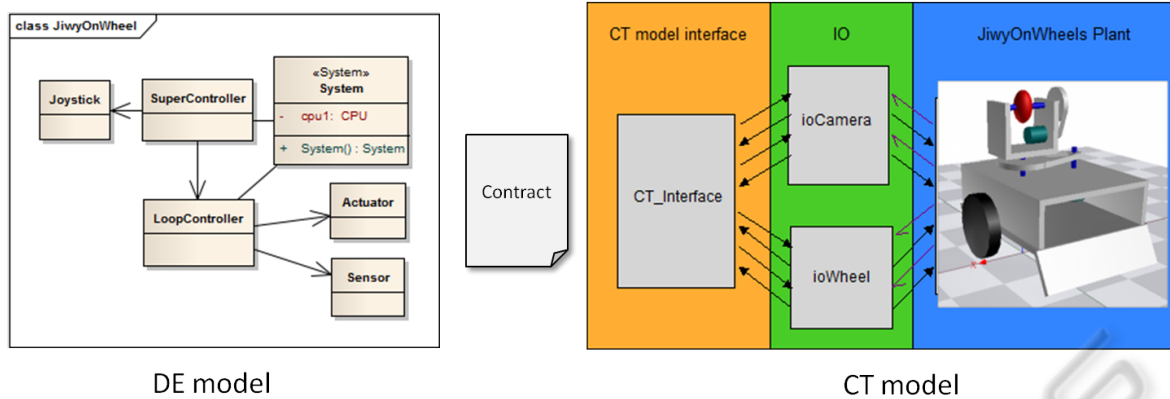 class JiwyOnWheel
Joystick
SuperController
«System»
System
- cpu1: CPU
+ System() : System
LoopController
Actuator
Sensor
DE model
Contract
CT model interface
IO
JiwyOnWheels Plant
ioCamera
CT_Interface
ioWheel
x
CT model